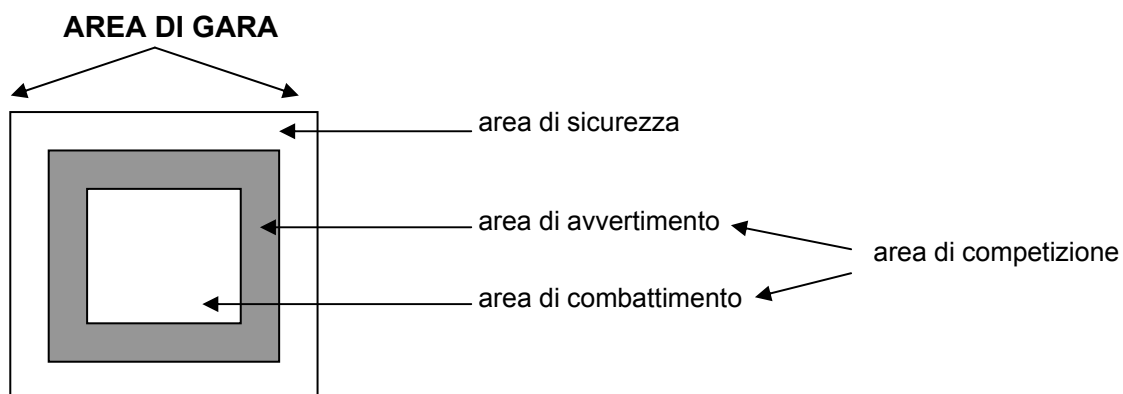 AREA DI GARA
area di sicurezza
area di avvertimento
area di competizione
area di combattimento